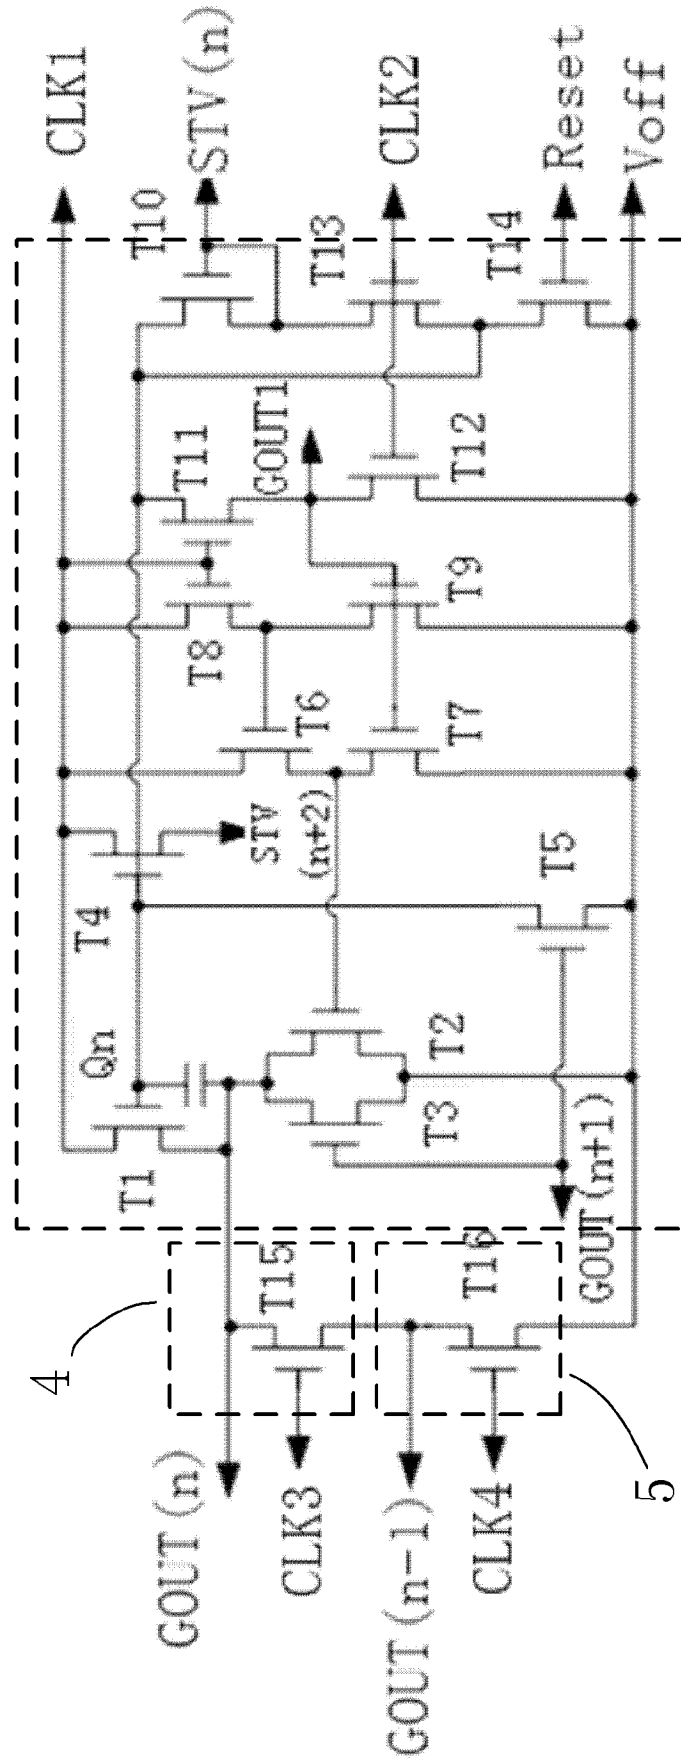 CLK1
STV(n)
CLK2
Reset
Voff
T10
T13
T14
T11
GOUT1
T12
T8
T9
T6
T7
STV
(n+2)
T4
T5
Qn
T1
T2
T3
GOUT(n+1)
T15
T16
4
5
GOUT(n)
CLK3
GOUT(n-1)
CLK4